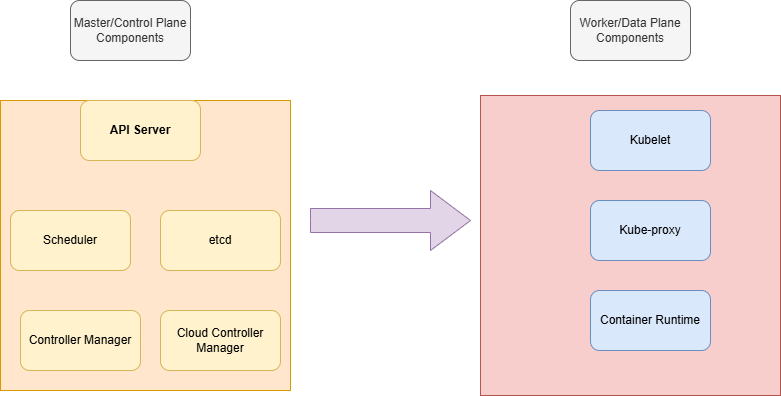 Master/Control Plane
Components
Worker/Data Plane
Components
API Server
Scheduler
etcd
Controller Manager
Cloud Controller
Manager
Kubelet
Kube-proxy
Container Runtime